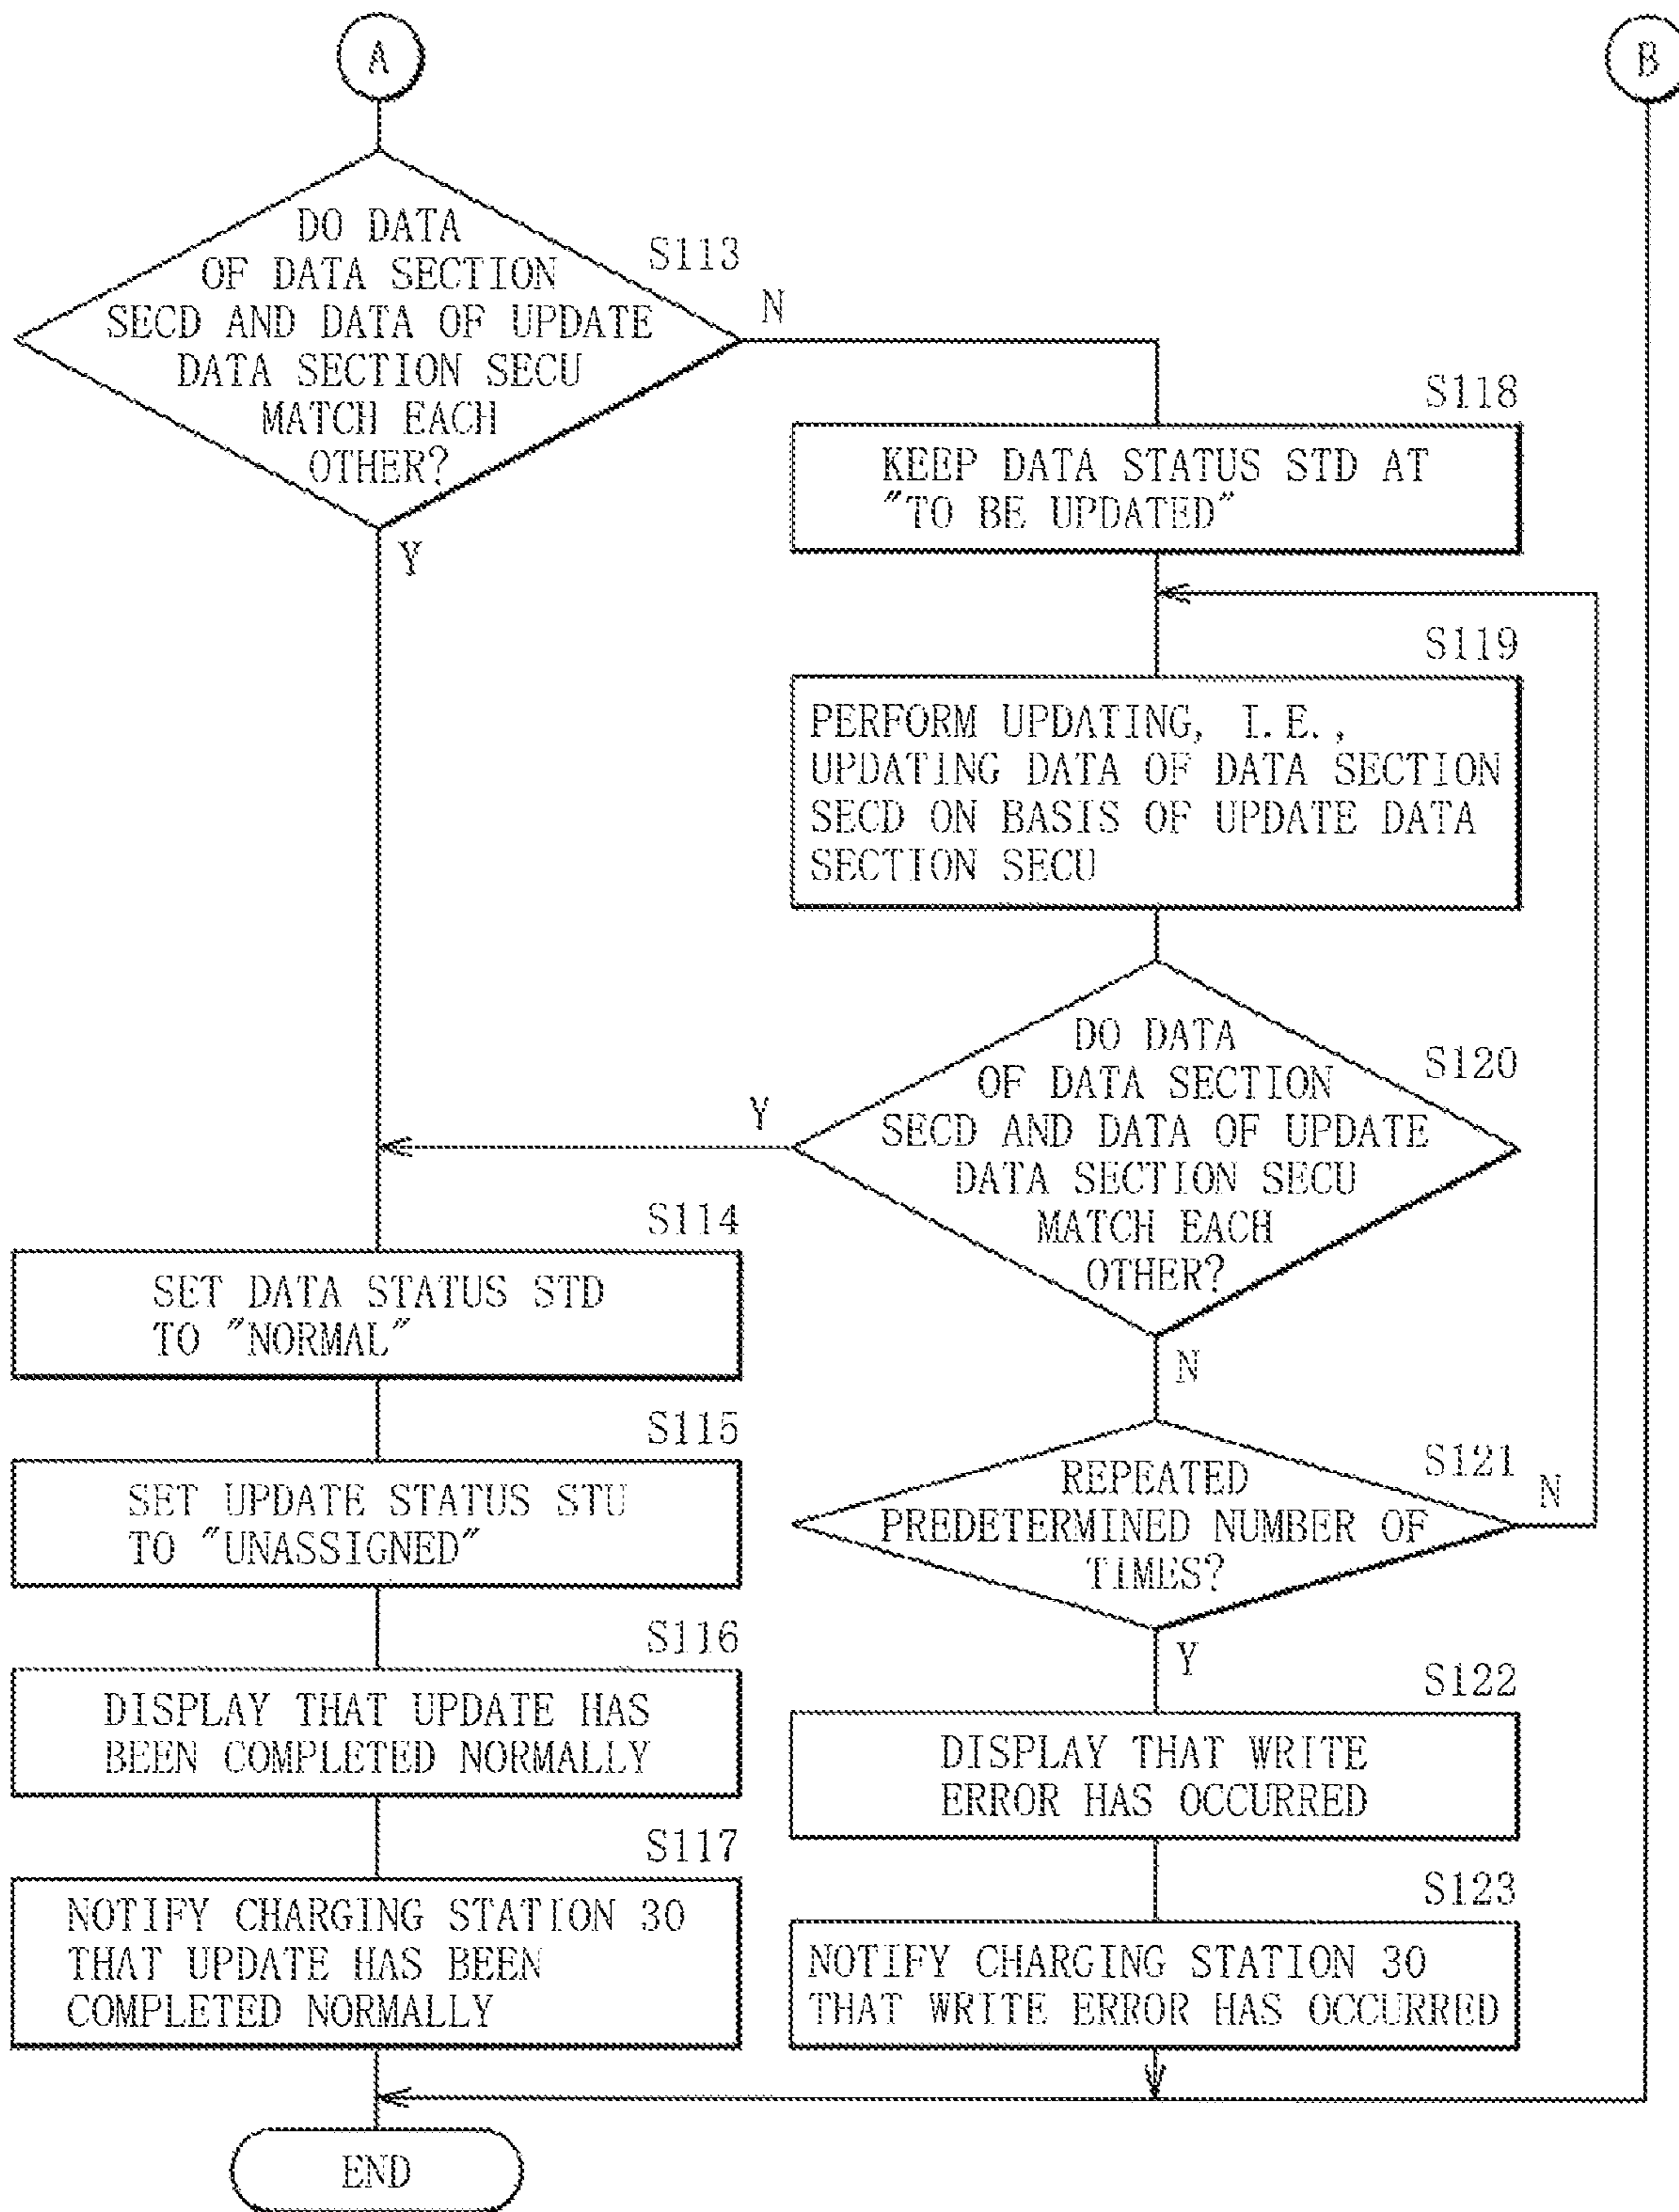 A
B
DO DATA
OF DATA SECTION
SECD AND DATA OF UPDATE
DATA SECTION SECU
MATCH EACH
OTHER?
S113
N
Y
S118
KEEP DATA STATUS STD AT
"TO BE UPDATED"
S119
PERFORM UPDATING, I.E.,
UPDATING DATA OF DATA SECTION
SECD ON BASIS OF UPDATE DATA
SECTION SECU
DO DATA
OF DATA SECTION
SECD AND DATA OF UPDATE
DATA SECTION SECU
MATCH EACH
OTHER?
S120
Y
N
S114
SET DATA STATUS STD
TO "NORMAL"
S115
SET UPDATE STATUS STU
TO "UNASSIGNED"
S116
DISPLAY THAT UPDATE HAS
BEEN COMPLETED NORMALLY
S117
NOTIFY CHARGING STATION 30
THAT UPDATE HAS BEEN
COMPLETED NORMALLY
REPEATED
PREDETERMINED NUMBER OF
TIMES?
S121
N
Y
S122
DISPLAY THAT WRITE
ERROR HAS OCCURRED
S123
NOTIFY CHARGING STATION 30
THAT WRITE ERROR HAS OCCURRED
END